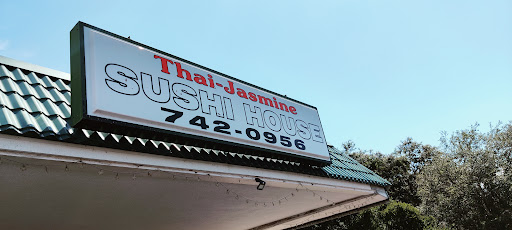 Thai-Jasmine
SUSHI HOUSE
742-0956